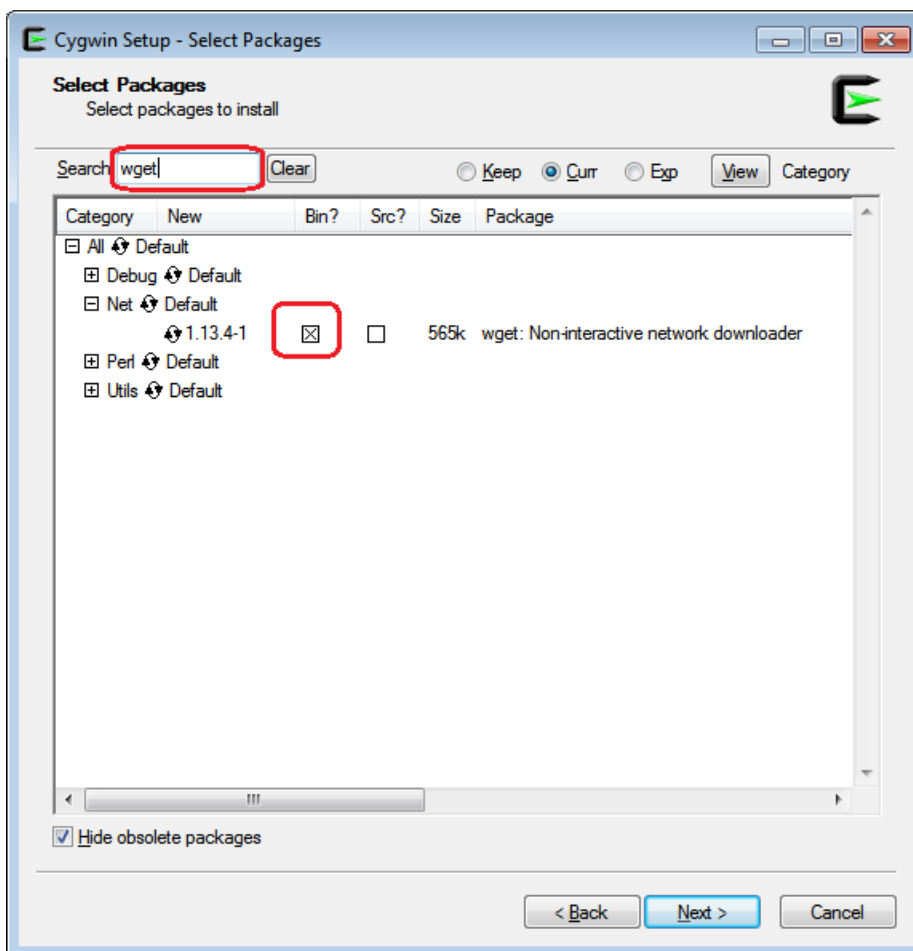 Cygwin Setup - Select Packages
Select Packages
Select packages to install
Search wget Clear Keep Curr Exp View Category
Category New Bin? Src? Size Package
All Default
Debug Default
Net Default
1.13.4-1 565k wget: Non-interactive network downloader
Perl Default
Utils Default
Hide obsolete packages
< Back Next > Cancel